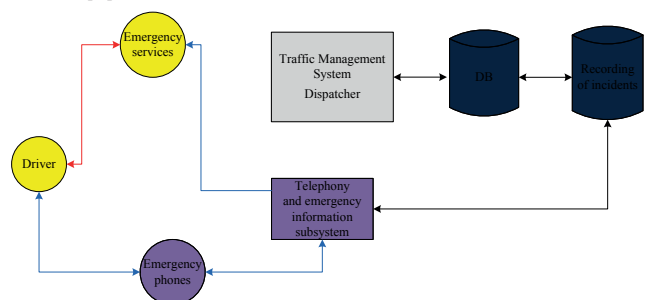 Emergency
services
Traffic Management
System
Dispatcher
DB
Recording
of incidents
Driver
Telephony
and emergency
information
subsystem
Emergency
phones